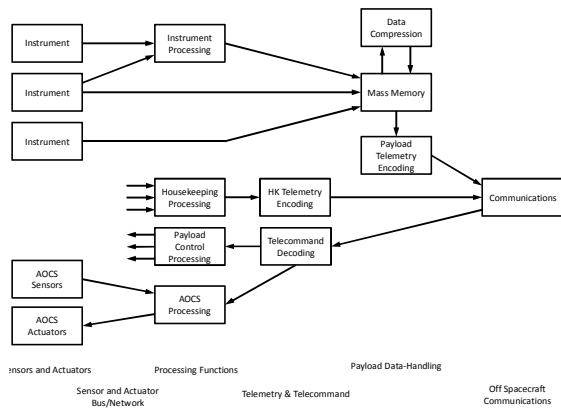 Data
Compression
Instrument
Instrument
Processing
Instrument
Mass Memory
Instrument
Payload
Telemetry
Encoding
Housekeeping
Processing
HK Telemetry
Encoding
Communications
Payload
Control
Processing
Telecommand
Decoding
AOCS
Sensors
AOCS
Processing
AOCS
Actuators
ensors and Actuators
Processing Functions
Payload Data-Handling
Sensor and Actuator
Bus/Network
Telemetry & Telecommand
Off Spacecraft
Communications